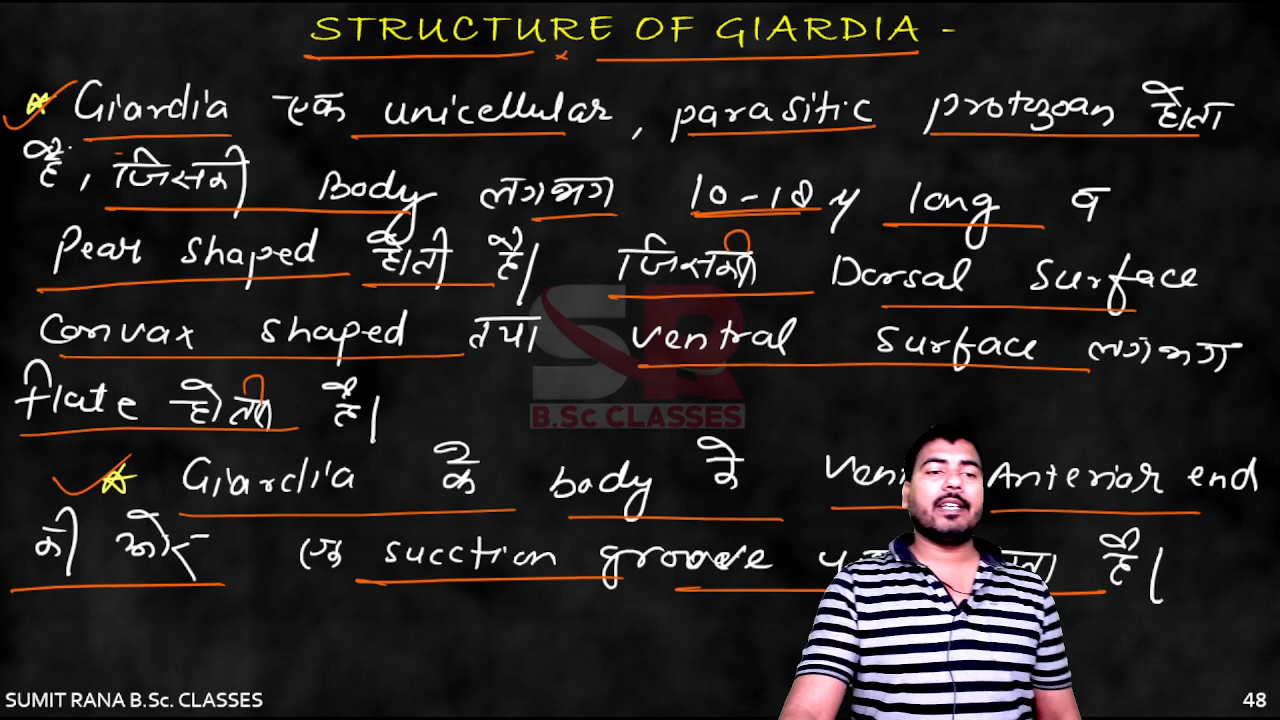 STRUCTURE OF GIARDIA -
Giardia एक unicellular, parasitic protozoan होता
है, जिसकी Body लगभग 10-18 μ long व
Pear shaped होती है। जिसकी Dorsal Surface
Convax shaped तथा ventral surface लगभग
flate होती है।
SR
B.Sc CLASSES
Giardia के body के Anterior end
की ओर एक sucction groove है।
SUMIT RANA B.Sc. CLASSES
48